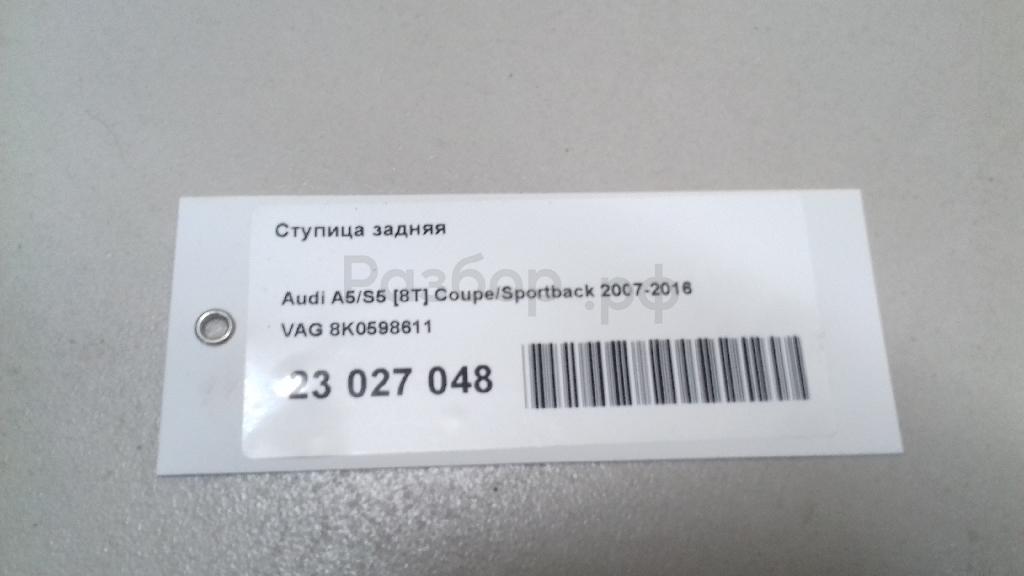 Ступица задняя
Разбор.рф
Audi A5/S5 [8T] Coupe/Sportback 2007-2016
VAG 8K0598611
23 027 048